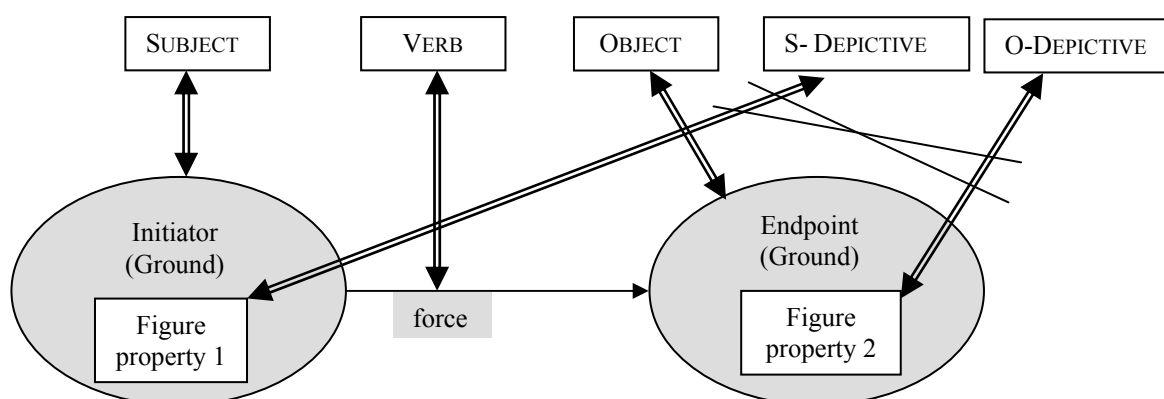 SUBJECT
VERB
OBJECT
S- DEPICTIVE
O-DEPICTIVE
Initiator
(Ground)
Figure
property 1
force
Endpoint
(Ground)
Figure
property 2